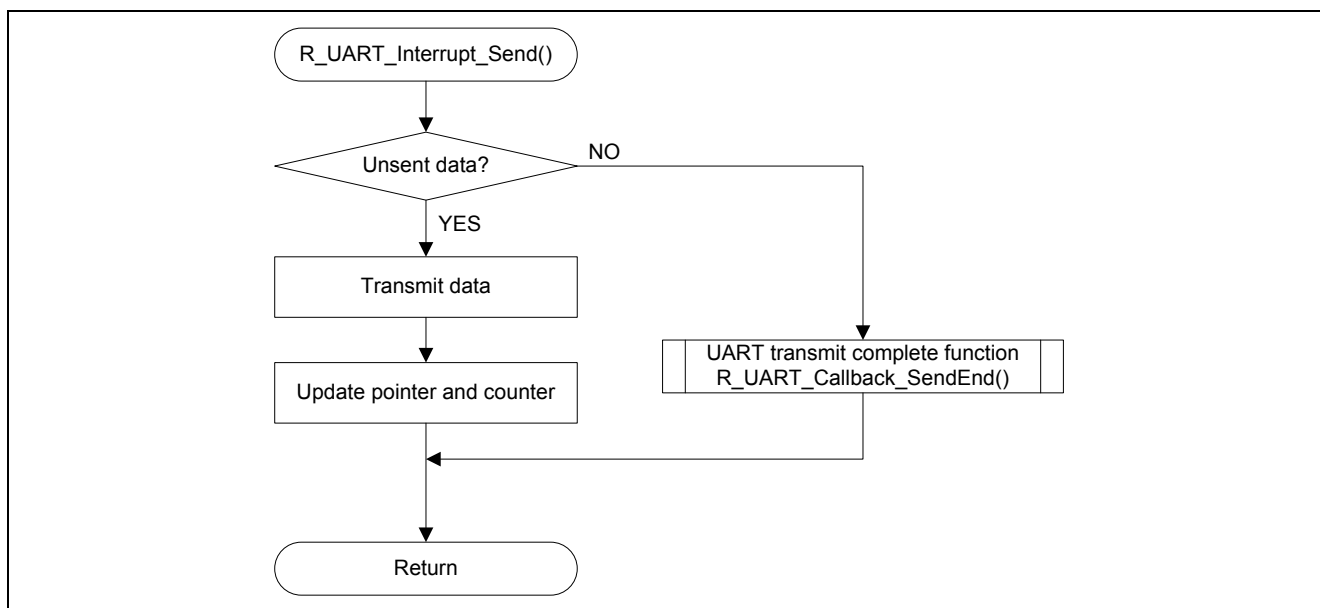 R_UART_Interrupt_Send()
Unsent data?
NO
YES
Transmit data
UART transmit complete function
R_UART_Callback_SendEnd()
Update pointer and counter
Return